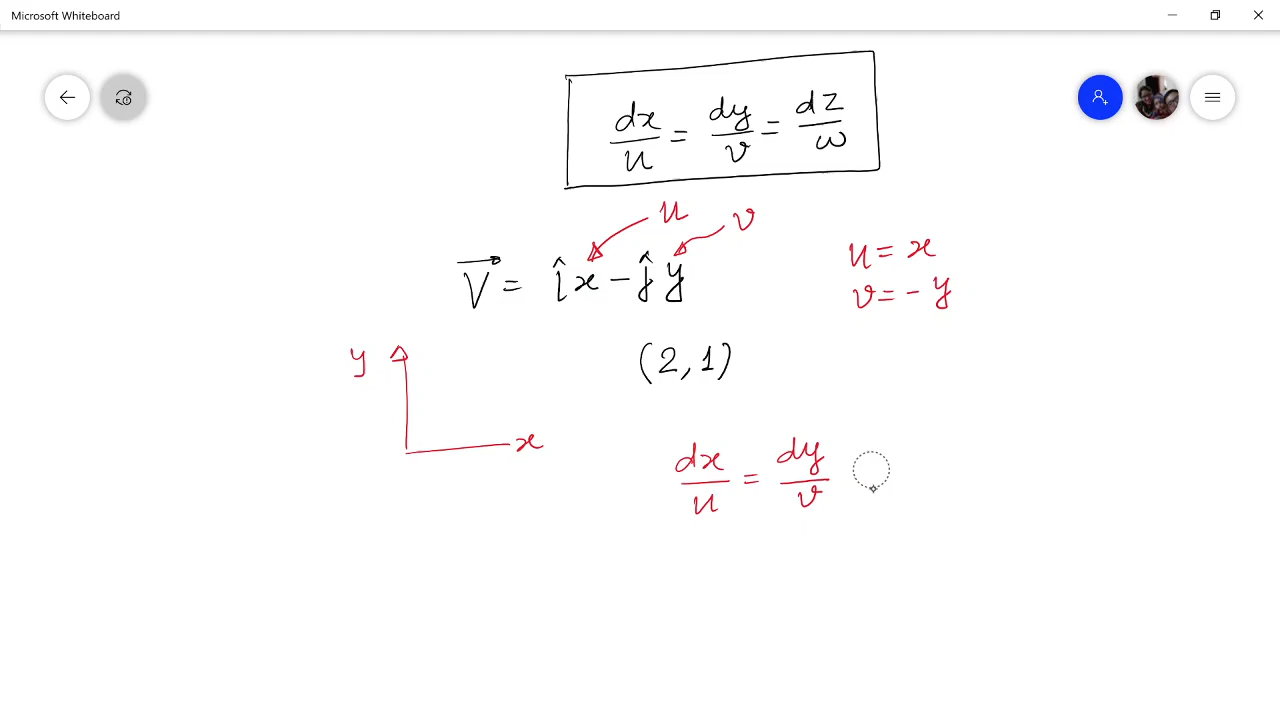 Microsoft Whiteboard
dx/u = dy/v = dz/w
u v
V⃗ = îx − ĵy
u = x
v = − y
y
(2, 1)
x
dx/u = dy/v